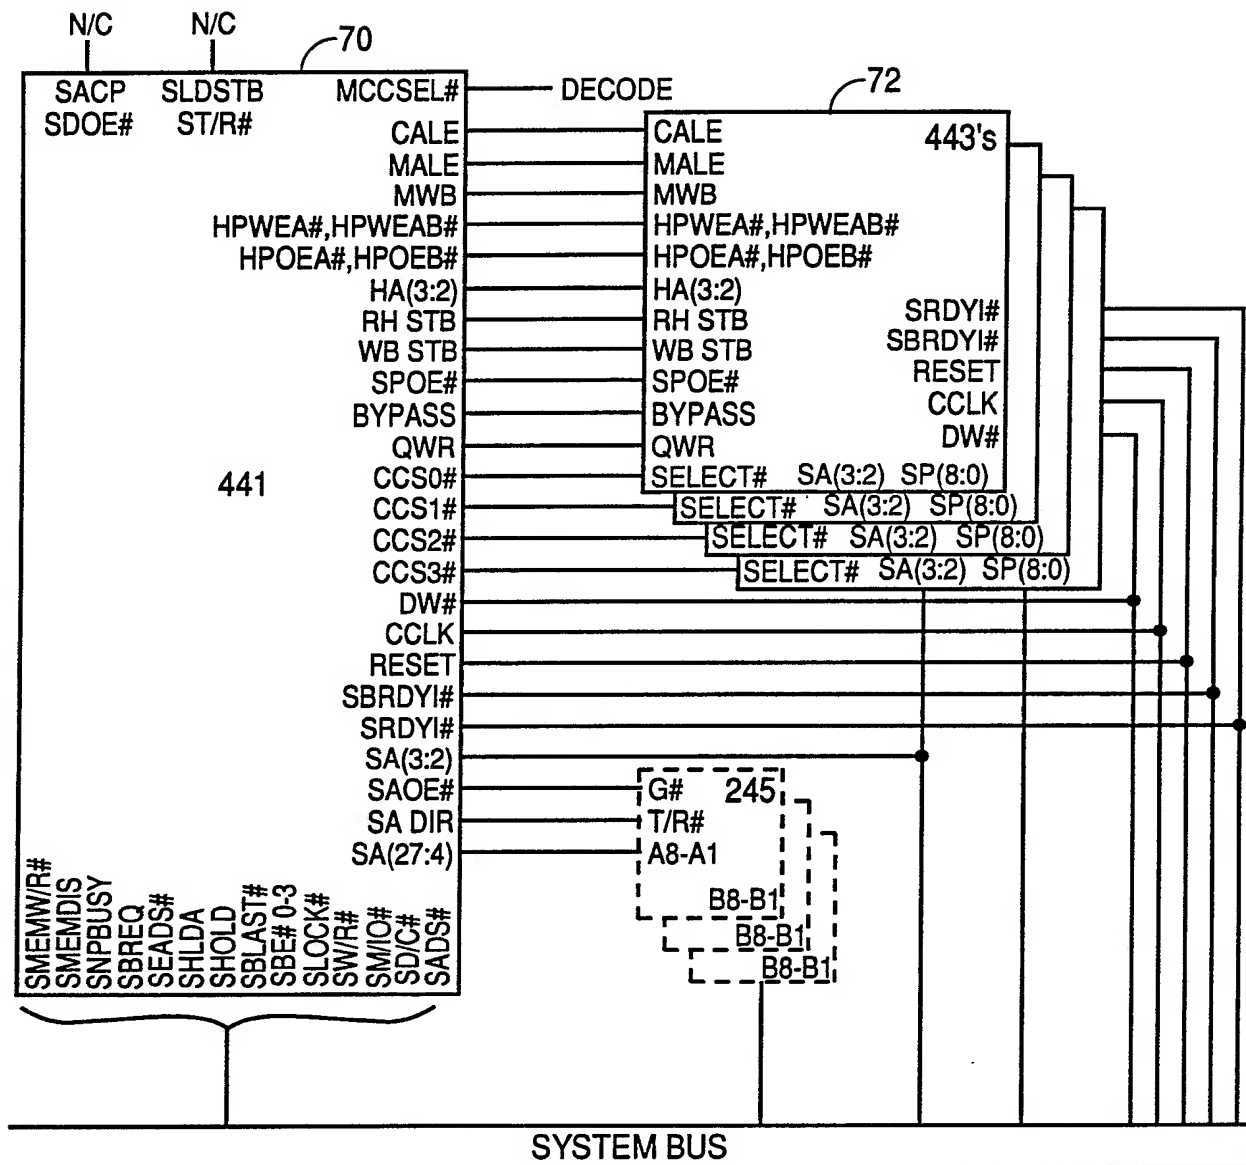 N/C
N/C
70
SACP
SDOE#
SLDSTB
ST/R#
MCCSEL#
DECODE
72
CALE
MALE
MWB
HPWEA#,HPWEAB#
HPOEA#,HPOEB#
HA(3:2)
RH STB
WB STB
SPOE#
BYPASS
QWR
CCS0#
CCS1#
CCS2#
CCS3#
DW#
CCLK
RESET
SBRDYI#
SRDYI#
SA(3:2)
SAOE#
SA DIR
SA(27:4)
441
443's
CALE
MALE
MWB
HPWEA#,HPWEAB#
HPOEA#,HPOEB#
HA(3:2)
RH STB
WB STB
SPOE#
BYPASS
QWR
SRDYI#
SBRDYI#
RESET
CCLK
DW#
SELECT# SA(3:2) SP(8:0)
SELECT# SA(3:2) SP(8:0)
SELECT# SA(3:2) SP(8:0)
SELECT# SA(3:2) SP(8:0)
G#
245
T/R#
A8-A1
B8-B1
B8-B1
B8-B1
SMEMW/R#
SMEMDIS
SNPBUSY
SBREQ
SEADS#
SHLDA
SHOLD
SBLAST#
SBE# 0-3
SLOCK#
SW/R#
SM/IO#
SD/C#
SADS#
SYSTEM BUS